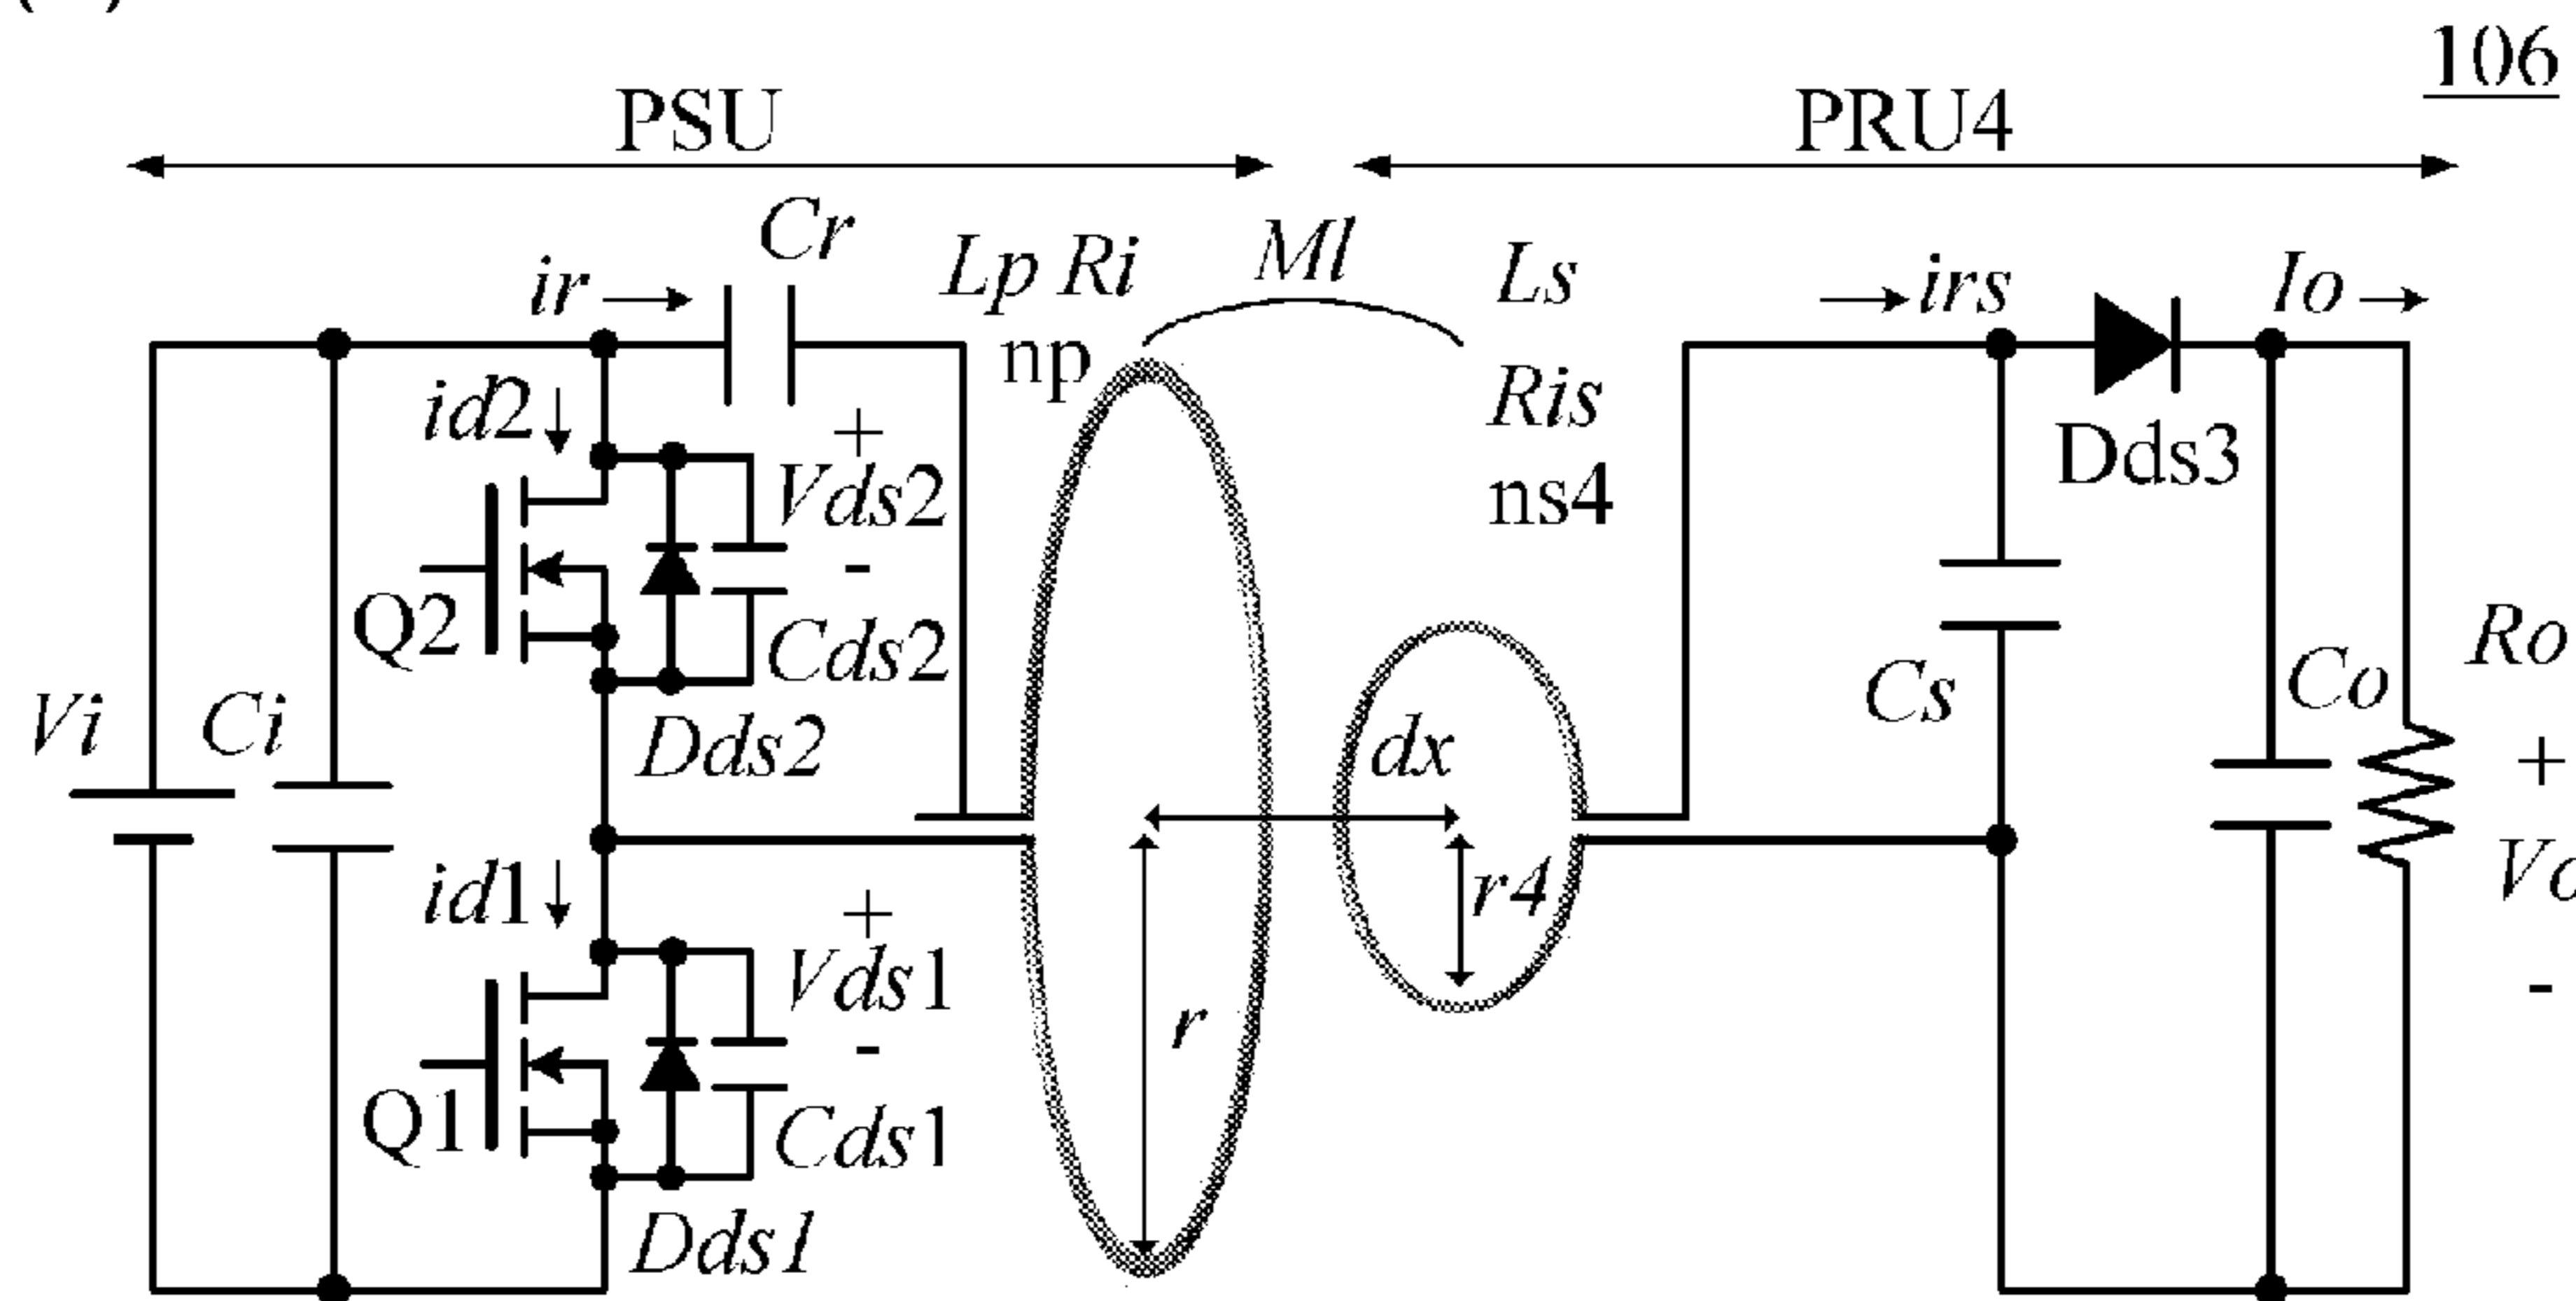 106
PSU
PRU4
Cr
ir
Lp Ri
np
Ml
Ls
Ris
ns4
irs
Io
Dds3
id2
+
Vds2
-
Cds2
Q2
Dds2
Vi
Ci
dx
Cs
Co
Ro
+
Vo
-
id1
+
Vds1
-
Cds1
Q1
Dds1
r4
r